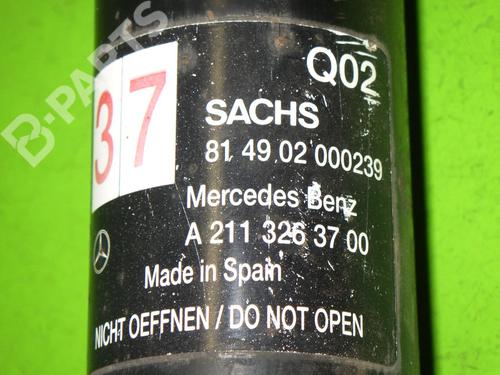 B-PARTS
37
Q02
SACHS
81 49 02 000239
Mercedes Benz
A 211 326 37 00
Made in Spain
NICHT OEFFNEN / DO NOT OPEN